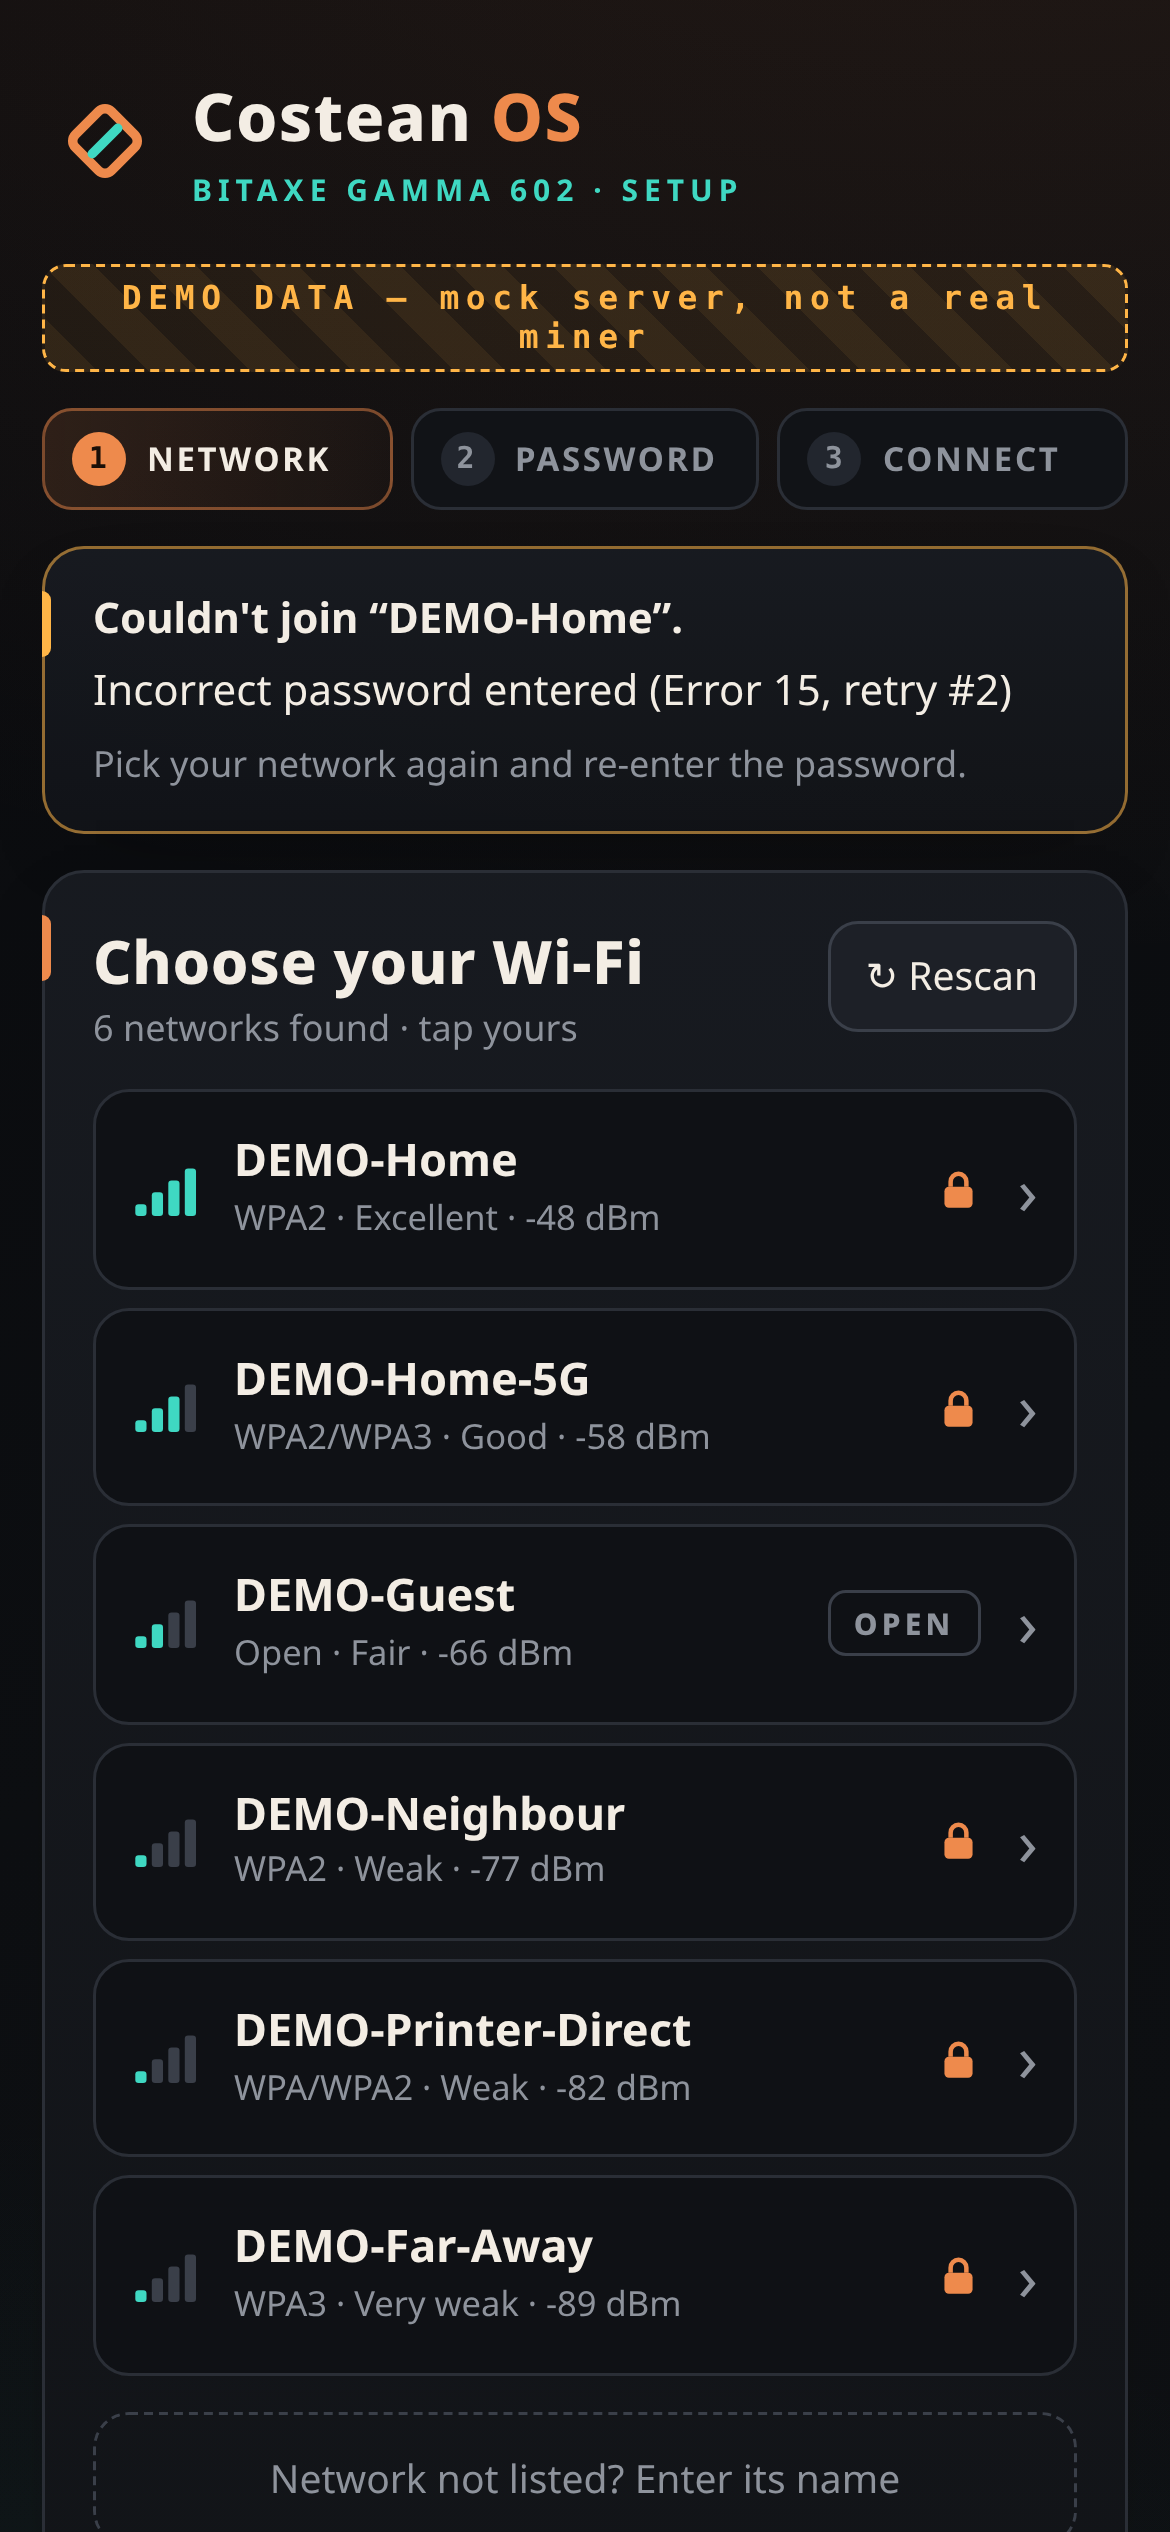 Costean OS
BITAXE GAMMA 602 · SETUP
DEMO DATA — mock server, not a real
miner
1 NETWORK
2 PASSWORD
3 CONNECT
Couldn't join “DEMO-Home”.
Incorrect password entered (Error 15, retry #2)
Pick your network again and re-enter the password.
Choose your Wi-Fi
↻ Rescan
6 networks found · tap yours
DEMO-Home
WPA2 · Excellent · -48 dBm
DEMO-Home-5G
WPA2/WPA3 · Good · -58 dBm
DEMO-Guest
Open · Fair · -66 dBm
OPEN
DEMO-Neighbour
WPA2 · Weak · -77 dBm
DEMO-Printer-Direct
WPA/WPA2 · Weak · -82 dBm
DEMO-Far-Away
WPA3 · Very weak · -89 dBm
Network not listed? Enter its name